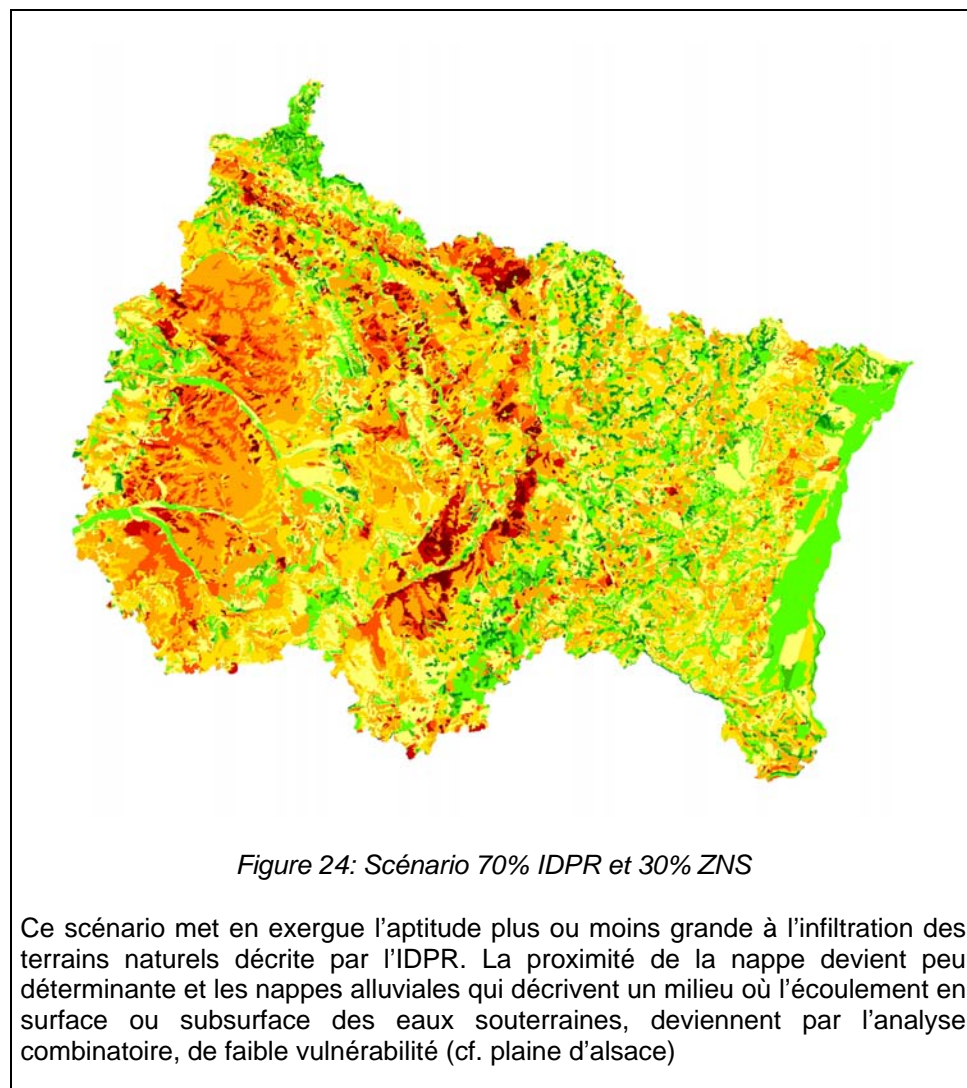 Figure 24: Scénario 70% IDPR et 30% ZNS
Ce scénario met en exergue l’aptitude plus ou moins grande à l’infiltration des
terrains naturels décrite par l’IDPR. La proximité de la nappe devient peu
déterminante et les nappes alluviales qui décrivent un milieu où l’écoulement en
surface ou subsurface des eaux souterraines, deviennent par l’analyse
combinatoire, de faible vulnérabilité (cf. plaine d’alsace)